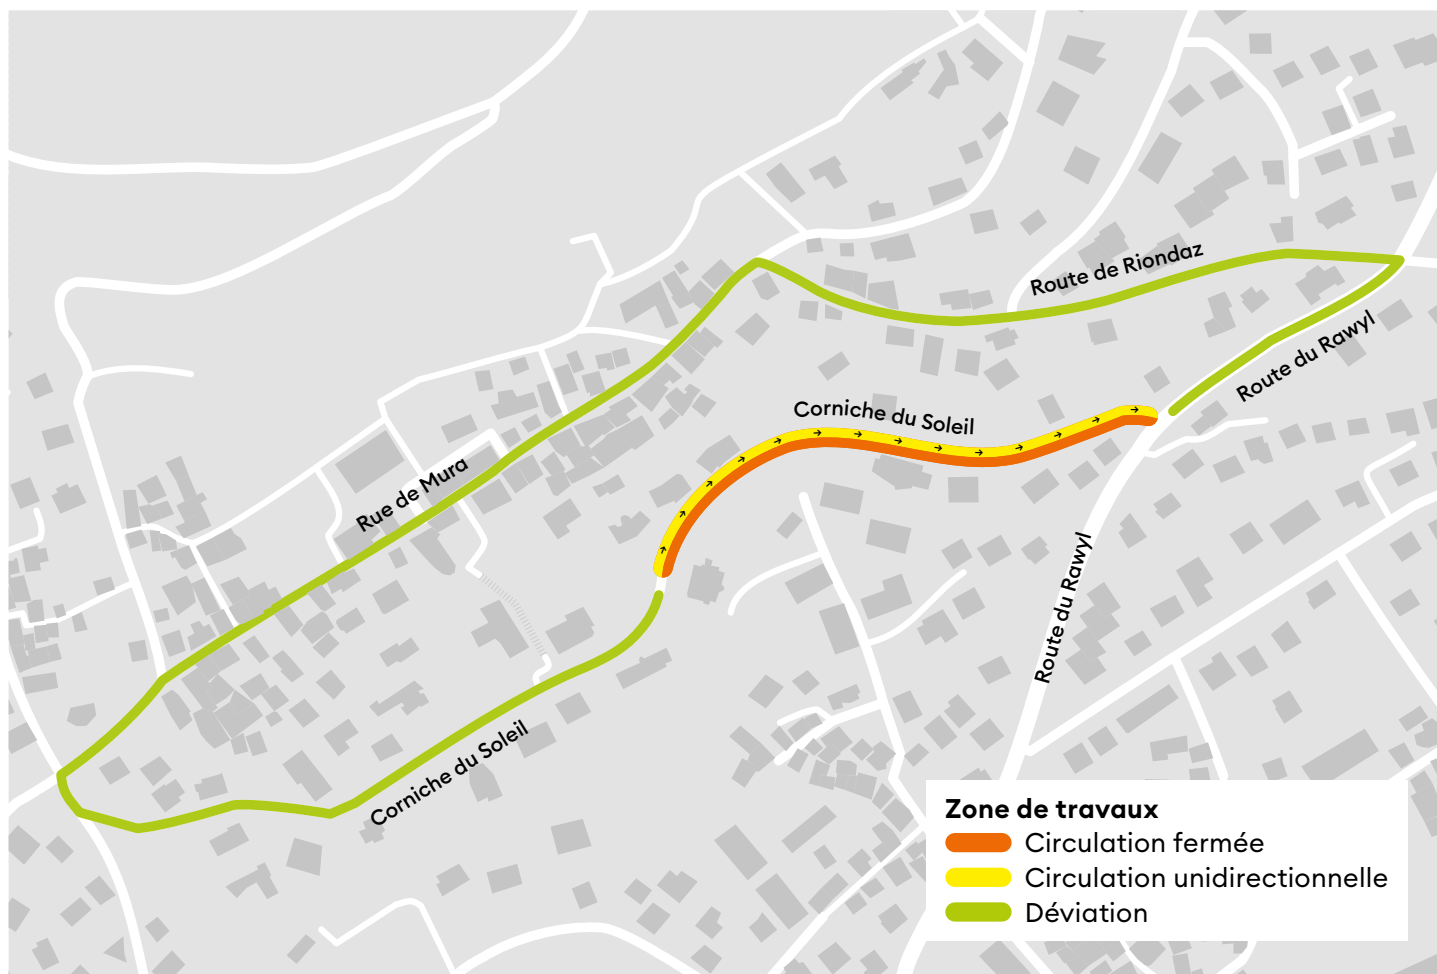 Route de Riondaz
Route du Rawyl
Corniche du Soleil
Rue de Mura
Route du Rawyl
Corniche du Soleil
Zone de travaux
Circulation fermée
Circulation unidirectionnelle
Déviation